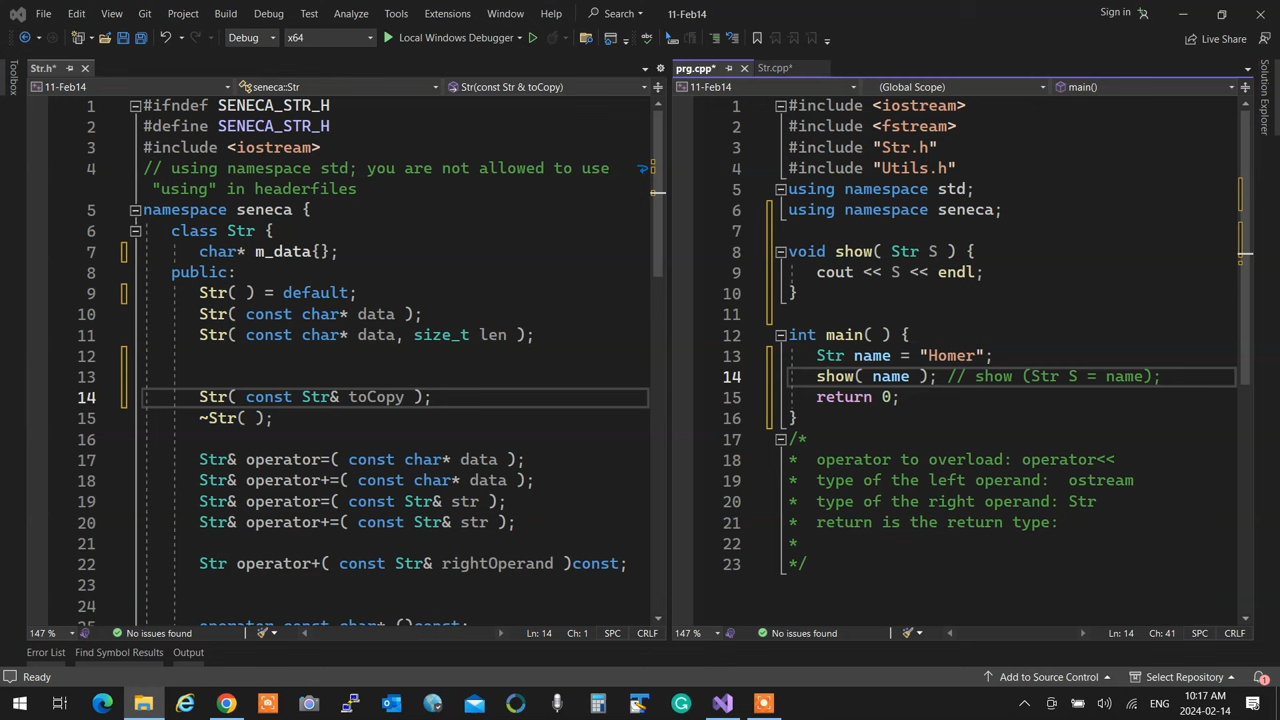 File Edit View Git Project Build Debug Test Analyze Tools Extensions Window Help Search 11-Feb14 Sign in
Debug x64 Local Windows Debugger Live Share
Toolbox
Str.h*
11-Feb14 seneca::Str Str(const Str & toCopy)
1 #ifndef SENECA_STR_H
2 #define SENECA_STR_H
3 #include <iostream>
4 // using namespace std; you are not allowed to use
"using" in headerfiles
5 namespace seneca {
6 class Str {
7 char* m_data{};
8 public:
9 Str( ) = default;
10 Str( const char* data );
11 Str( const char* data, size_t len );
12
13
14 Str( const Str& toCopy );
15 ~Str( );
16
17 Str& operator=( const char* data );
18 Str& operator+=( const char* data );
19 Str& operator=( const Str& str );
20 Str& operator+=( const Str& str );
21
22 Str operator+( const Str& rightOperand )const;
23
24
25 operator const char* ()const;
147 % No issues found Ln: 14 Ch: 1 SPC CRLF
prg.cpp* Str.cpp*
11-Feb14 (Global Scope) main()
1 #include <iostream>
2 #include <fstream>
3 #include "Str.h"
4 #include "Utils.h"
5 using namespace std;
6 using namespace seneca;
7
8 void show( Str S ) {
9 cout << S << endl;
10 }
11
12 int main( ) {
13 Str name = "Homer";
14 show( name ); // show (Str S = name);
15 return 0;
16 }
17 /*
18 * operator to overload: operator<<
19 * type of the left operand: ostream
20 * type of the right operand: Str
21 * return is the return type:
22 *
23 */
147 % No issues found Ln: 14 Ch: 41 SPC CRLF
Solution Explorer
Error List Find Symbol Results Output
Ready Add to Source Control Select Repository 1
ENG 10:17 AM
2024-02-14